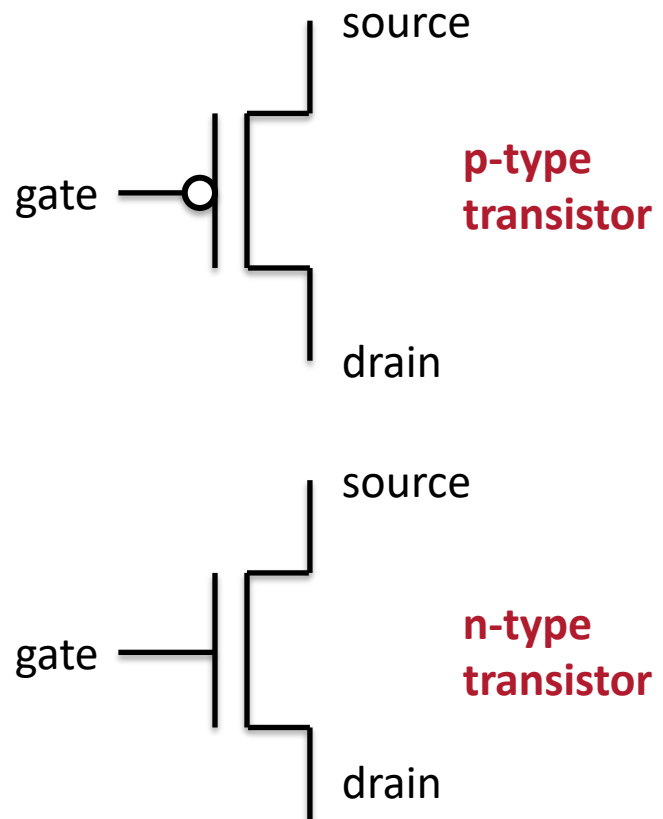 source
p-type
transistor
gate
drain
source
n-type
transistor
gate
drain